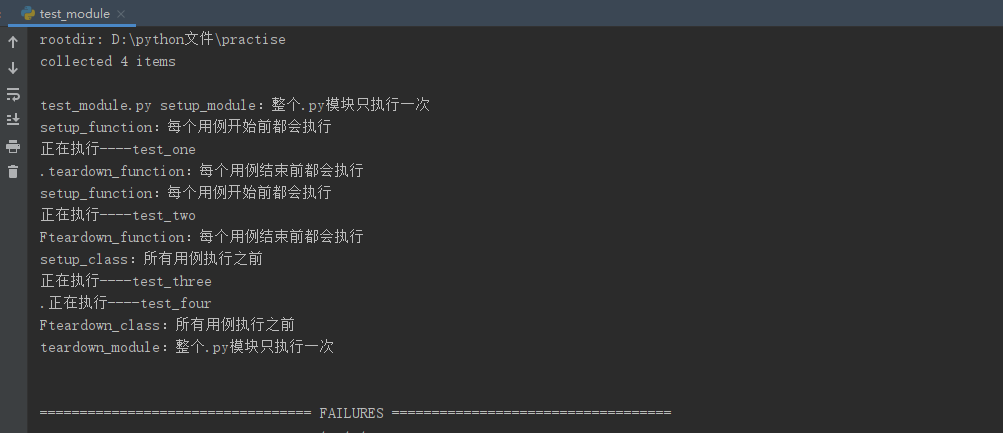 test_module
rootdir: D:\python文件\practise
collected 4 items
test_module.py setup_module：整个.py模块只执行一次
setup_function：每个用例开始前都会执行
正在执行----test_one
.teardown_function：每个用例结束前都会执行
setup_function：每个用例开始前都会执行
正在执行----test_two
Fteardown_function：每个用例结束前都会执行
setup_class：所有用例执行之前
正在执行----test_three
.正在执行----test_four
Fteardown_class：所有用例执行之前
teardown_module：整个.py模块只执行一次
================================== FAILURES ===================================